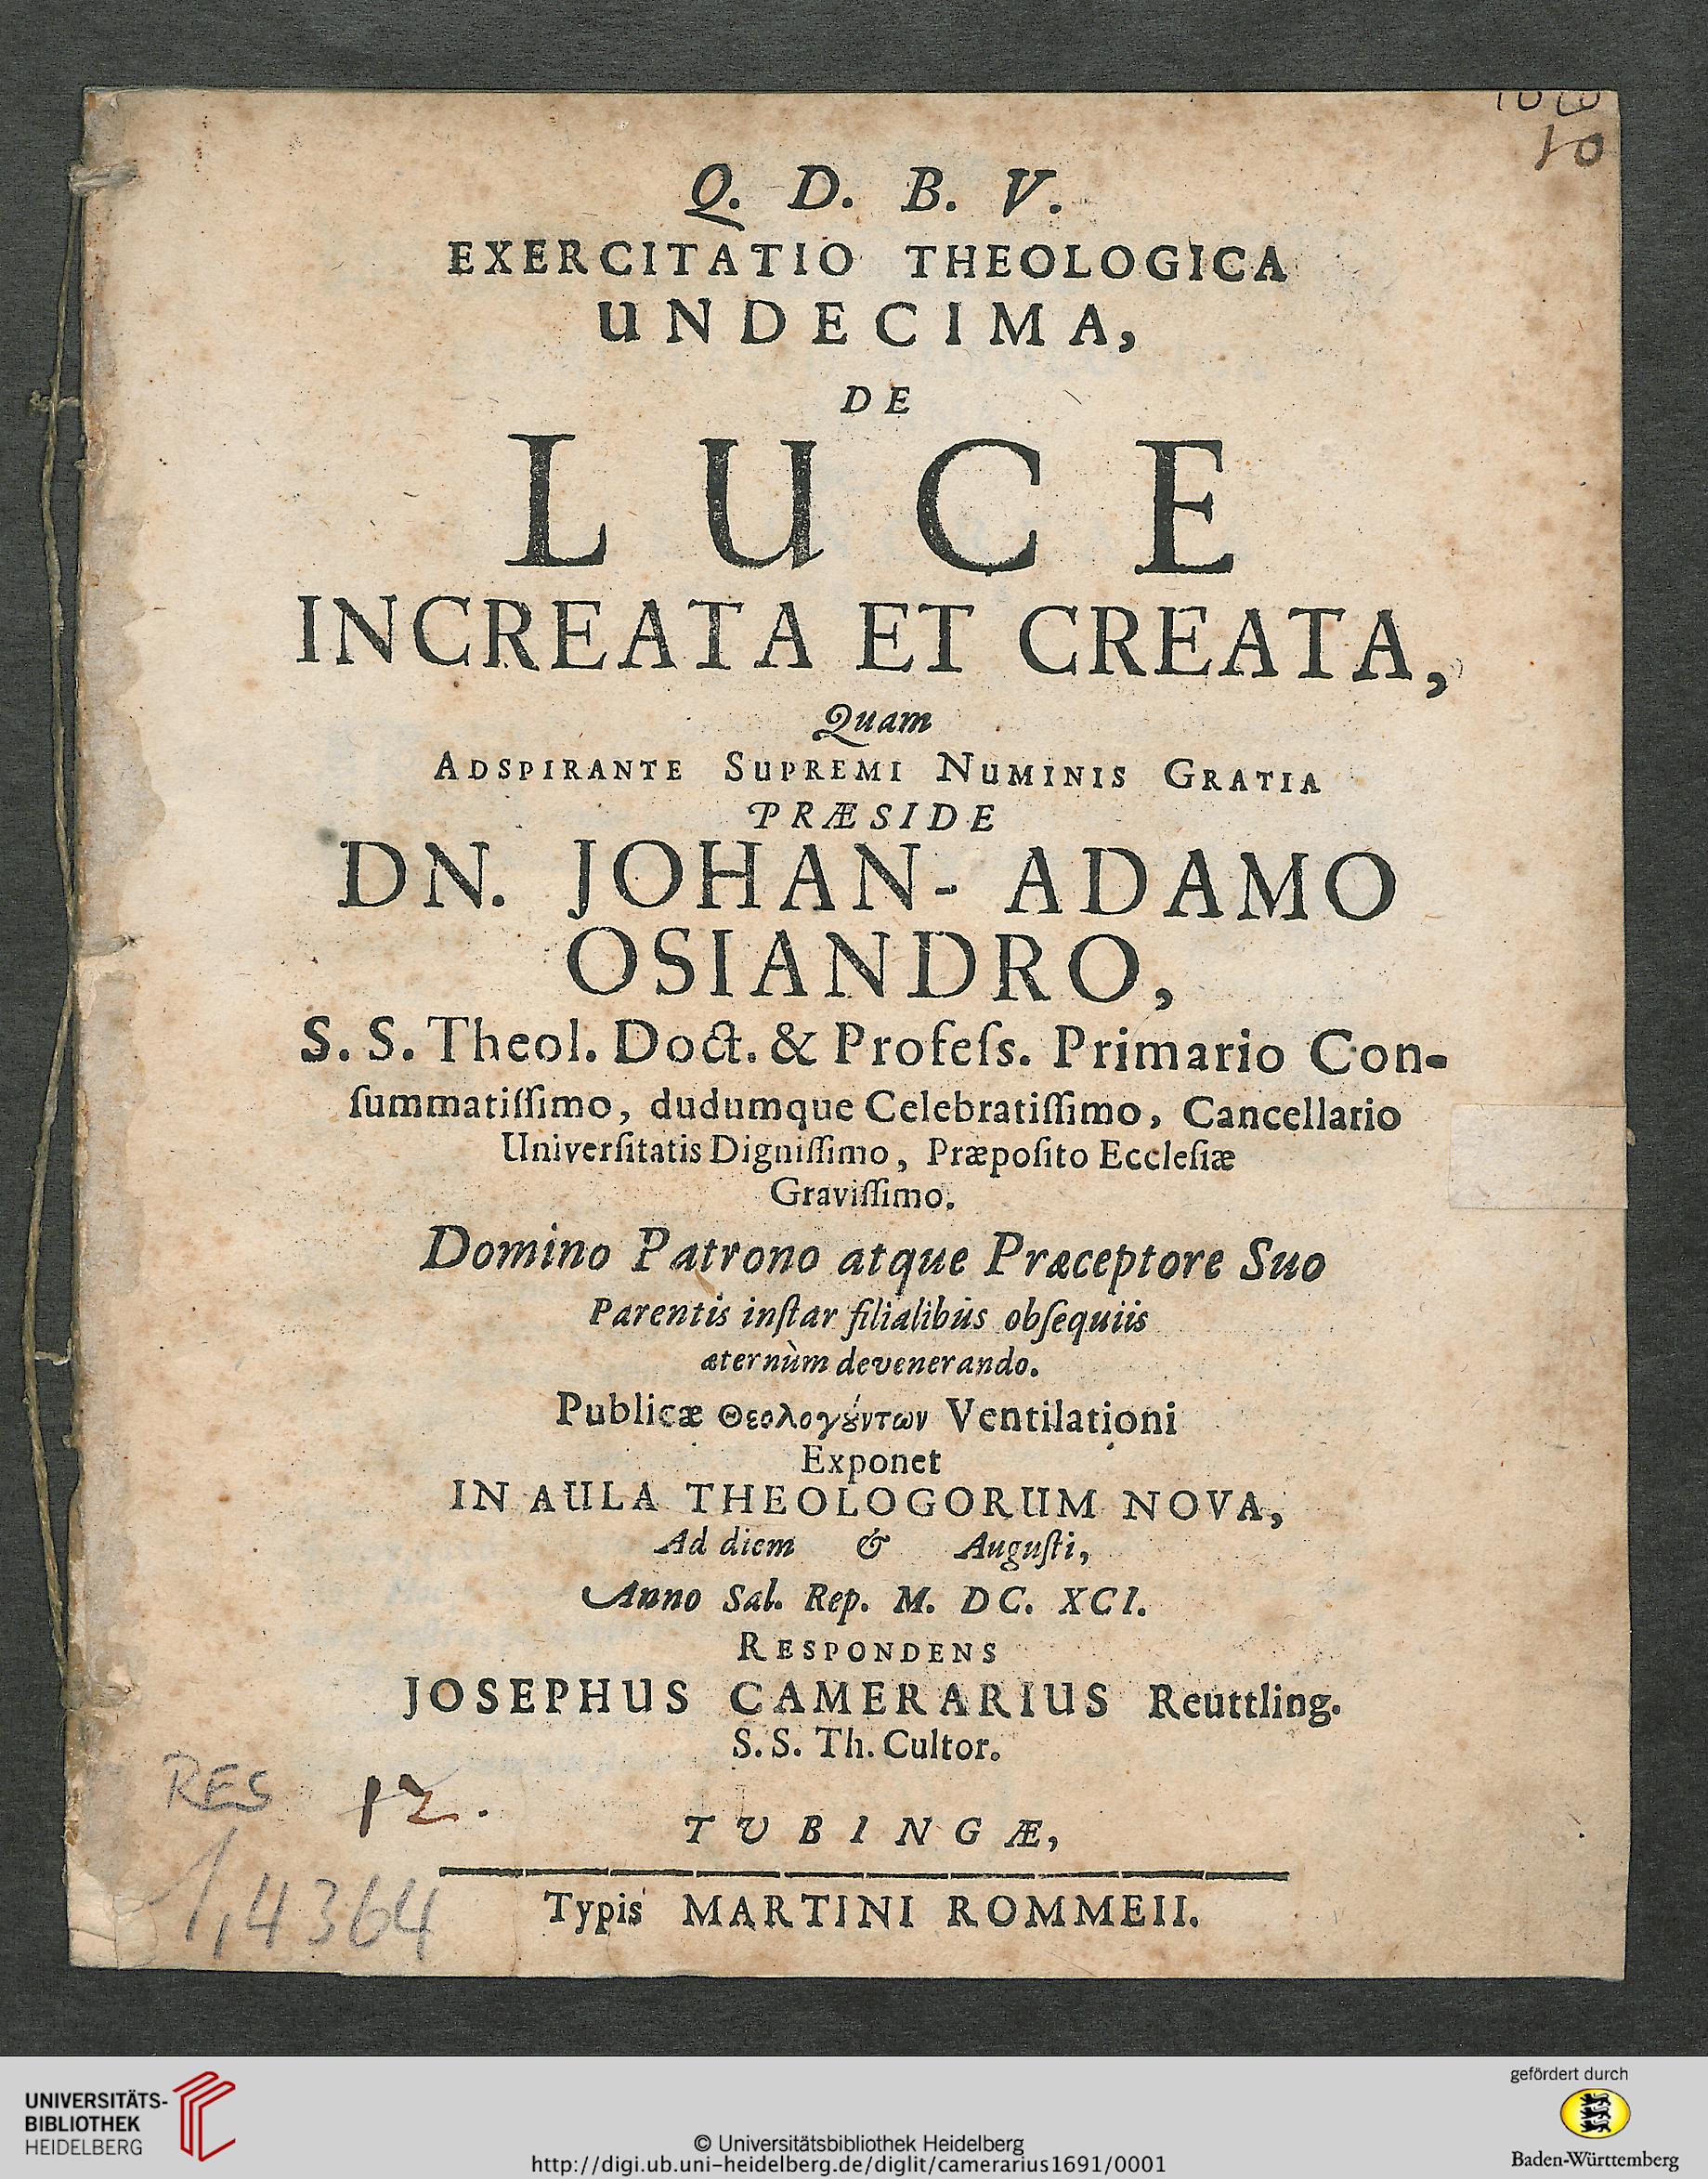 10
Q. D. B. V.
EXERCITATIO THEOLOGICA
UNDECIMA,
DE
LUCE
INCREATA ET CREATA,
Quam
ADSPIRANTE SUPREMI NUMINIS GRATIA
PRÆSIDE
DN. JOHAN- ADAMO
OSIANDRO,
S. S. Theol. Doct. & Profeſs. Primario Con-
ſummatiſſimo, dudumque Celebratiſſimo, Cancellario
Univerſitatis Digniſſimo, Præpoſito Eccleſiæ
Graviſſimo.
Domino Patrono atque Præceptore Suo
Parentis inſtar filialibus obſequiis
æternùm devenerando.
Publicæ Θεολογούντων Ventilationi
Exponet
IN AULA THEOLOGORUM NOVA,
Ad diem & Auguſti,
Anno Sal. Rep. M. DC. XCI.
RESPONDENS
JOSEPHUS CAMERARIUS Reuttling.
S. S. Th. Cultor.
RES 12.
TUBINGÆ,
1,4364
Typis MARTINI ROMMEII.
gefördert durch
UNIVERSITÄTS-
BIBLIOTHEK
HEIDELBERG
© Universitätsbibliothek Heidelberg
http://digi.ub.uni-heidelberg.de/diglit/camerarius1691/0001
Baden-Württemberg